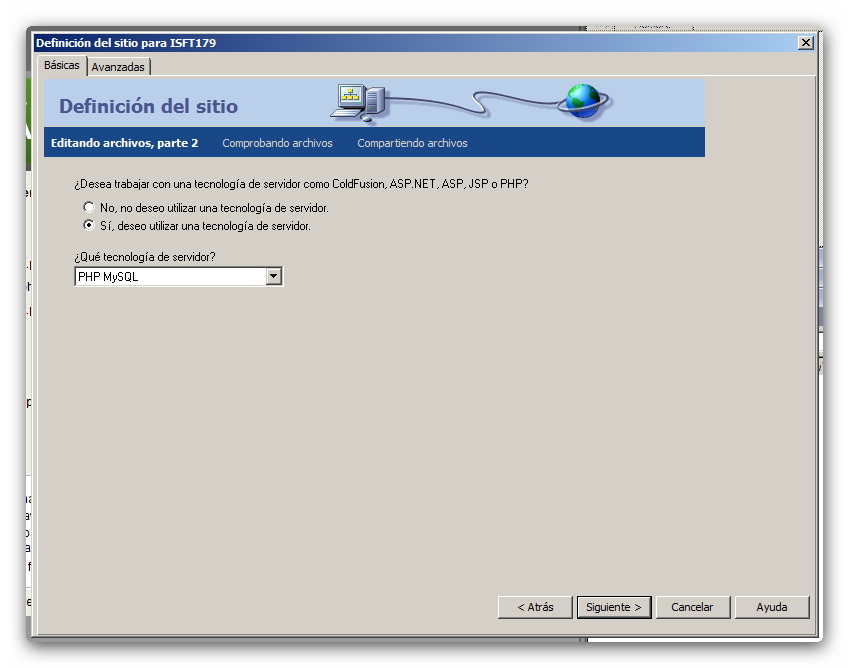 Definición del sitio para ISFT179
Básicas
Avanzadas
Definición del sitio
Editando archivos, parte 2
Comprobando archivos
Compartiendo archivos
¿Desea trabajar con una tecnología de servidor como ColdFusion, ASP.NET, ASP, JSP o PHP?
No, no deseo utilizar una tecnología de servidor.
Sí, deseo utilizar una tecnología de servidor.
¿Qué tecnología de servidor?
PHP MySQL
< Atrás
Siguiente >
Cancelar
Ayuda